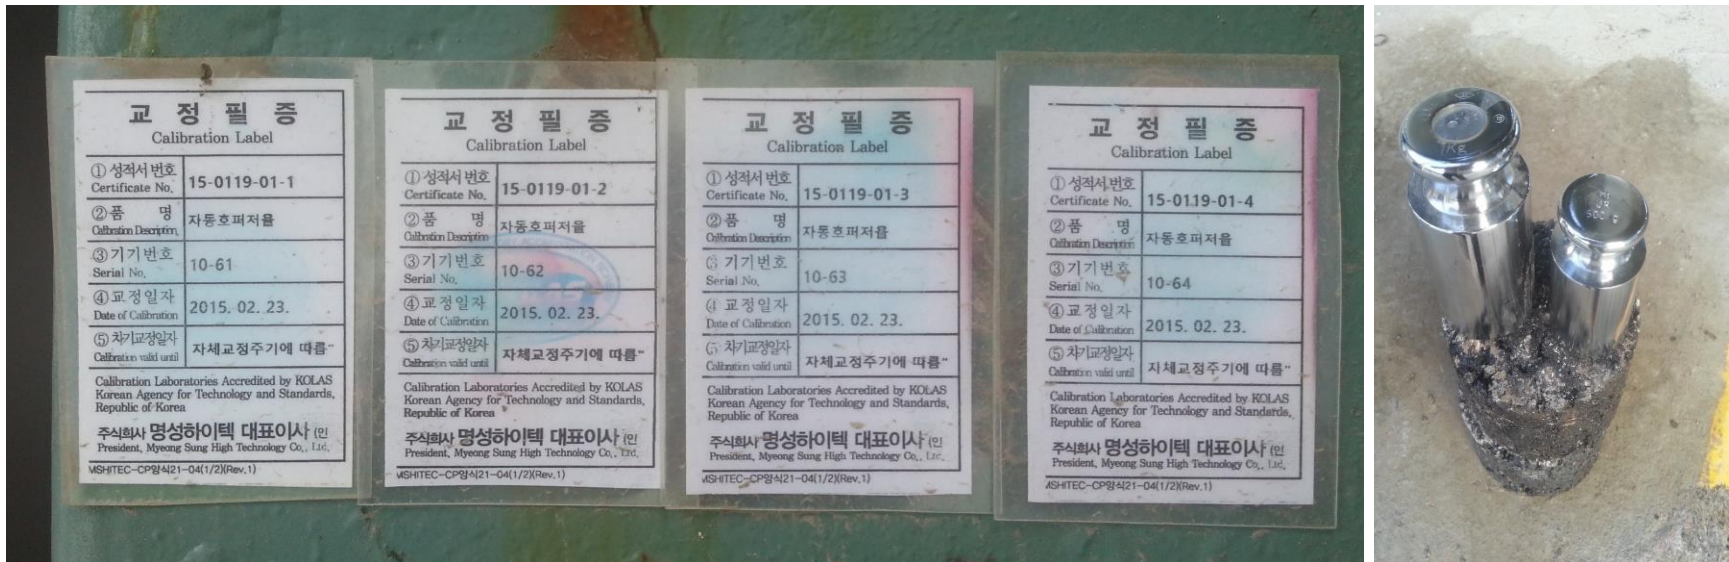 교 정 필 증
Calibration Label
① 성적서 번호
Certificate No.
15-0119-01-1
② 품 명
Calibration Description
자동호퍼저울
③ 기기번호
Serial No.
10-61
④ 교정일자
Date of Calibration
2015. 02. 23.
⑤ 차기교정일자
Calibration valid until
자체교정주기에 따름"
Calibration Laboratories Accredited by KOLAS
Korean Agency for Technology and Standards,
Republic of Korea
주식회사 명성하이텍 대표이사 (인
President, Myeong Sung High Technology Co., Ltd.
MSHITEC-CP양식21-04(1/2)(Rev.1)
교 정 필 증
Calibration Label
① 성적서 번호
Certificate No.
15-0119-01-2
② 품 명
Calibration Description
자동호퍼저울
③ 기기번호
Serial No.
10-62
④ 교정일자
Date of Calibration
2015. 02. 23.
⑤ 차기교정일자
Calibration valid until
자체교정주기에 따름"
Calibration Laboratories Accredited by KOLAS
Korean Agency for Technology and Standards,
Republic of Korea
주식회사 명성하이텍 대표이사 (인
President, Myeong Sung High Technology Co., Ltd.
MSHITEC-CP양식21-04(1/2)(Rev.1)
교 정 필 증
Calibration Label
① 성적서 번호
Certificate No.
15-0119-01-3
② 품 명
Calibration Description
자동호퍼저울
③ 기기번호
Serial No.
10-63
④ 교정일자
Date of Calibration
2015. 02. 23.
⑤ 차기교정일자
Calibration valid until
자체교정주기에 따름"
Calibration Laboratories Accredited by KOLAS
Korean Agency for Technology and Standards,
Republic of Korea
주식회사 명성하이텍 대표이사 (인
President, Myeong Sung High Technology Co., Ltd.
MSHITEC-CP양식21-04(1/2)(Rev.1)
교 정 필 증
Calibration Label
① 성적서 번호
Certificate No.
15-0119-01-4
② 품 명
Calibration Description
자동호퍼저울
③ 기기번호
Serial No.
10-64
④ 교정일자
Date of Calibration
2015. 02. 23.
⑤ 차기교정일자
Calibration valid until
자체교정주기에 따름"
Calibration Laboratories Accredited by KOLAS
Korean Agency for Technology and Standards,
Republic of Korea
주식회사 명성하이텍 대표이사 (인
President, Myeong Sung High Technology Co., Ltd.
MSHITEC-CP양식21-04(1/2)(Rev.1)
1Kg
500 g